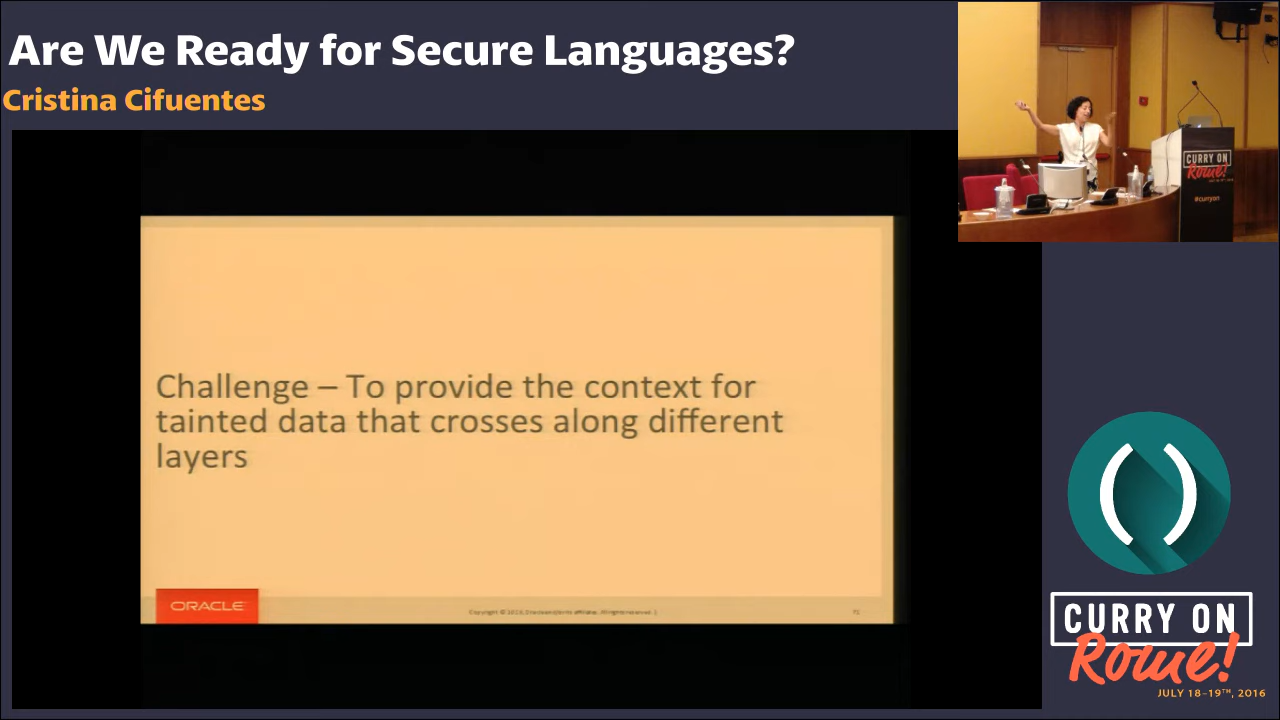 Are We Ready for Secure Languages?
Cristina Cifuentes
CURRY ON
Rome!
#curryon
Challenge – To provide the context for
tainted data that crosses along different
layers
ORACLE
CURRY ON
Rome!
JULY 18-19TH, 2016